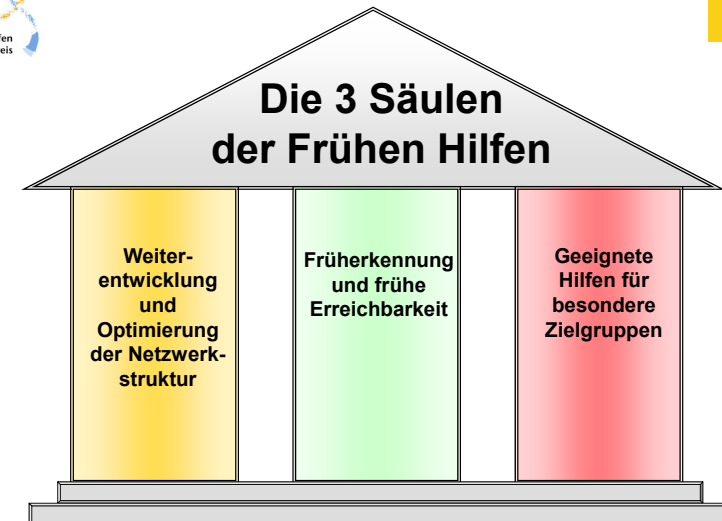 eis
Die 3 Säulen
der Frühen Hilfen
Weiter-
entwicklung
und
Optimierung
der Netzwerk-
struktur
Früherkennung
und frühe
Erreichbarkeit
Geeignete
Hilfen für
besondere
Zielgruppen